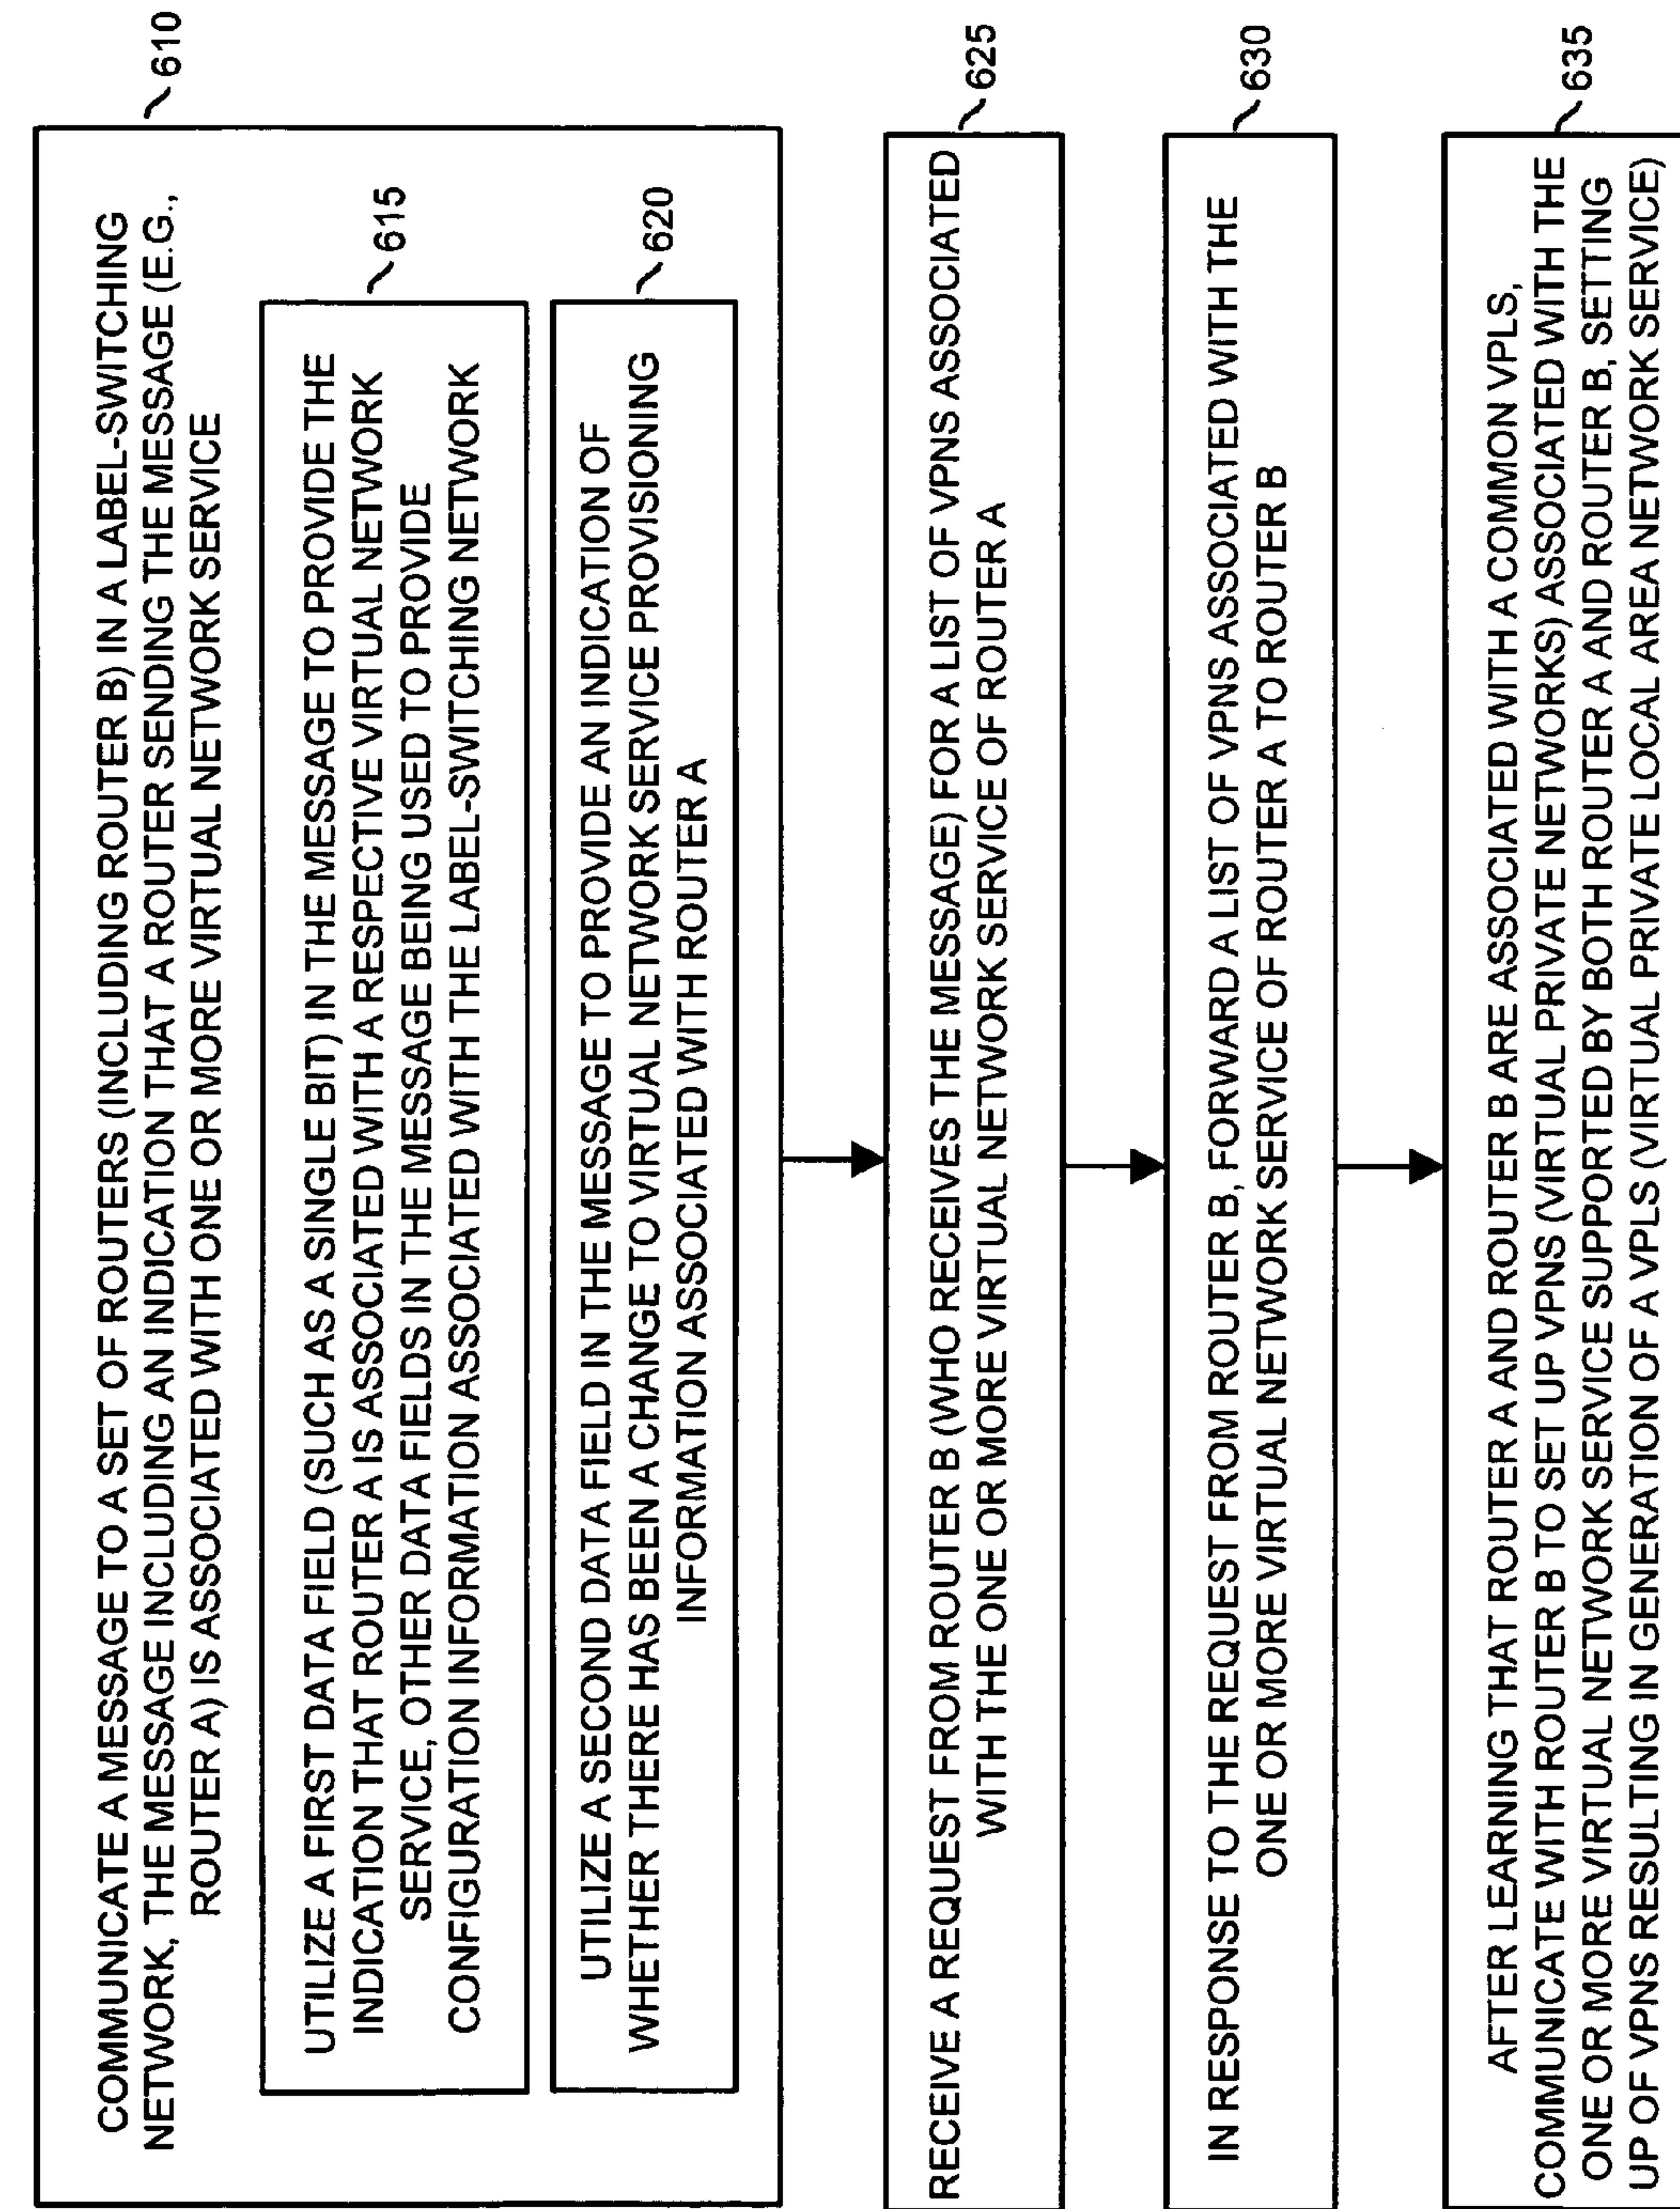 COMMUNICATE A MESSAGE TO A SET OF ROUTERS (INCLUDING ROUTER B) IN A LABEL-SWITCHING
NETWORK, THE MESSAGE INCLUDING AN INDICATION THAT A ROUTER SENDING THE MESSAGE (E.G.,
ROUTER A) IS ASSOCIATED WITH ONE OR MORE VIRTUAL NETWORK SERVICE
610
UTILIZE A FIRST DATA FIELD (SUCH AS A SINGLE BIT) IN THE MESSAGE TO PROVIDE THE
INDICATION THAT ROUTER A IS ASSOCIATED WITH A RESPECTIVE VIRTUAL NETWORK
SERVICE, OTHER DATA FIELDS IN THE MESSAGE BEING USED TO PROVIDE
CONFIGURATION INFORMATION ASSOCIATED WITH THE LABEL-SWITCHING NETWORK
615
UTILIZE A SECOND DATA FIELD IN THE MESSAGE TO PROVIDE AN INDICATION OF
WHETHER THERE HAS BEEN A CHANGE TO VIRTUAL NETWORK SERVICE PROVISIONING
INFORMATION ASSOCIATED WITH ROUTER A
620
RECEIVE A REQUEST FROM ROUTER B (WHO RECEIVES THE MESSAGE) FOR A LIST OF VPNS ASSOCIATED
WITH THE ONE OR MORE VIRTUAL NETWORK SERVICE OF ROUTER A
625
IN RESPONSE TO THE REQUEST FROM ROUTER B, FORWARD A LIST OF VPNS ASSOCIATED WITH THE
ONE OR MORE VIRTUAL NETWORK SERVICE OF ROUTER A TO ROUTER B
630
AFTER LEARNING THAT ROUTER A AND ROUTER B ARE ASSOCIATED WITH A COMMON VPLS,
COMMUNICATE WITH ROUTER B TO SET UP VPNS (VIRTUAL PRIVATE NETWORKS) ASSOCIATED WITH THE
ONE OR MORE VIRTUAL NETWORK SERVICE SUPPORTED BY BOTH ROUTER A AND ROUTER B, SETTING
UP OF VPNS RESULTING IN GENERATION OF A VPLS (VIRTUAL PRIVATE LOCAL AREA NETWORK SERVICE)
635